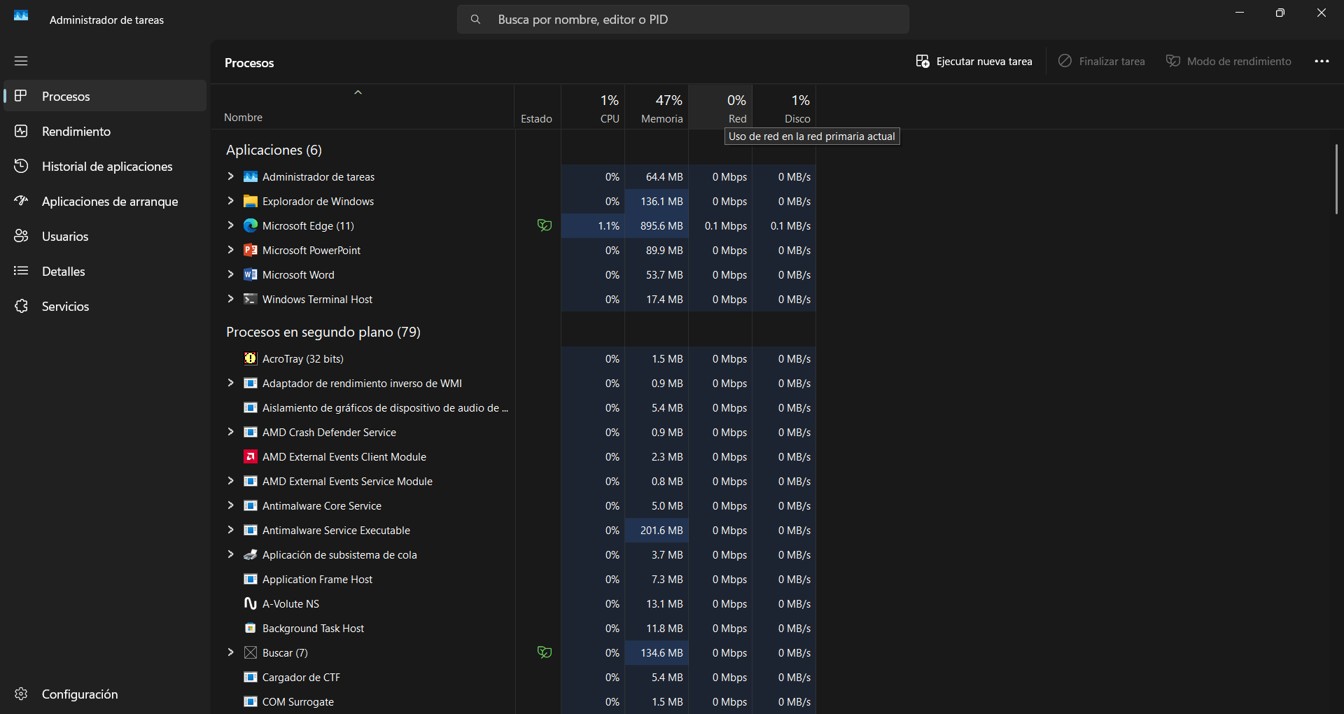 Administrador de tareas
Busca por nombre, editor o PID
Procesos
Rendimiento
Historial de aplicaciones
Aplicaciones de arranque
Usuarios
Detalles
Servicios
Configuración
Procesos
Ejecutar nueva tarea
Finalizar tarea
Modo de rendimiento
1% 47% 0% 1%
Nombre Estado CPU Memoria Red Disco
Uso de red en la red primaria actual
Aplicaciones (6)
Administrador de tareas 0% 64.4 MB 0 Mbps 0 MB/s
Explorador de Windows 0% 136.1 MB 0 Mbps 0 MB/s
Microsoft Edge (11) 1.1% 895.6 MB 0.1 Mbps 0.1 MB/s
Microsoft PowerPoint 0% 89.9 MB 0 Mbps 0 MB/s
Microsoft Word 0% 53.7 MB 0 Mbps 0 MB/s
Windows Terminal Host 0% 17.4 MB 0 Mbps 0 MB/s
Procesos en segundo plano (79)
AcroTray (32 bits) 0% 1.5 MB 0 Mbps 0 MB/s
Adaptador de rendimiento inverso de WMI 0% 0.9 MB 0 Mbps 0 MB/s
Aislamiento de gráficos de dispositivo de audio de ... 0% 5.4 MB 0 Mbps 0 MB/s
AMD Crash Defender Service 0% 0.9 MB 0 Mbps 0 MB/s
AMD External Events Client Module 0% 2.3 MB 0 Mbps 0 MB/s
AMD External Events Service Module 0% 0.8 MB 0 Mbps 0 MB/s
Antimalware Core Service 0% 5.0 MB 0 Mbps 0 MB/s
Antimalware Service Executable 0% 201.6 MB 0 Mbps 0 MB/s
Aplicación de subsistema de cola 0% 3.7 MB 0 Mbps 0 MB/s
Application Frame Host 0% 7.3 MB 0 Mbps 0 MB/s
A-Volute NS 0% 13.1 MB 0 Mbps 0 MB/s
Background Task Host 0% 11.8 MB 0 Mbps 0 MB/s
Buscar (7) 0% 134.6 MB 0 Mbps 0 MB/s
Cargador de CTF 0% 5.4 MB 0 Mbps 0 MB/s
COM Surrogate 0% 1.5 MB 0 Mbps 0 MB/s